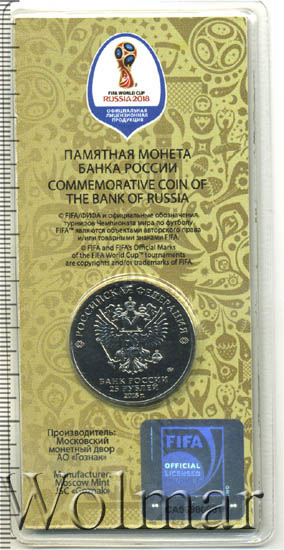 FIFA WORLD CUP
RUSSIA 2018
ОФИЦИАЛЬНАЯ
ЛИЦЕНЗИОННАЯ
ПРОДУКЦИЯ
ПАМЯТНАЯ МОНЕТА
БАНКА РОССИИ
COMMEMORATIVE COIN OF
THE BANK OF RUSSIA
© FIFA/ФИФА и официальные обозначения
турниров Чемпионата мира по футболу
FIFA™ являются объектами авторского права
и/или товарными знаками FIFA.
© FIFA and FIFA's Official Marks
of the FIFA World Cup™ tournaments
are copyrights and/or trademarks of FIFA.
РОССИЙСКАЯ ФЕДЕРАЦИЯ
БАНК РОССИИ
25 РУБЛЕЙ
2018 г.
Производитель:
Московский
монетный двор
АО «Гознак»
Manufacturer:
Moscow Mint
JSC «Goznak»
FIFA
OFFICIAL
LICENSED
Wolmar